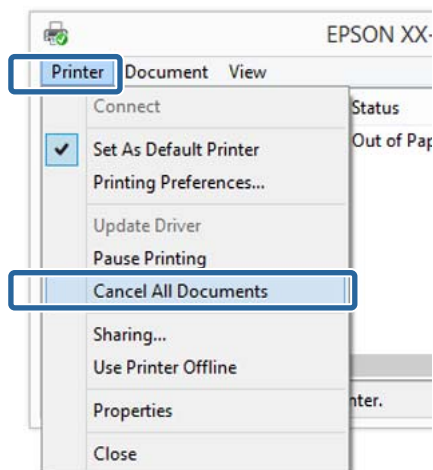 EPSON XX-
Printer Document View
Connect
Status
Set As Default Printer
Out of Pap
Printing Preferences...
Update Driver
Pause Printing
Cancel All Documents
Sharing...
Use Printer Offline
nter.
Properties
Close